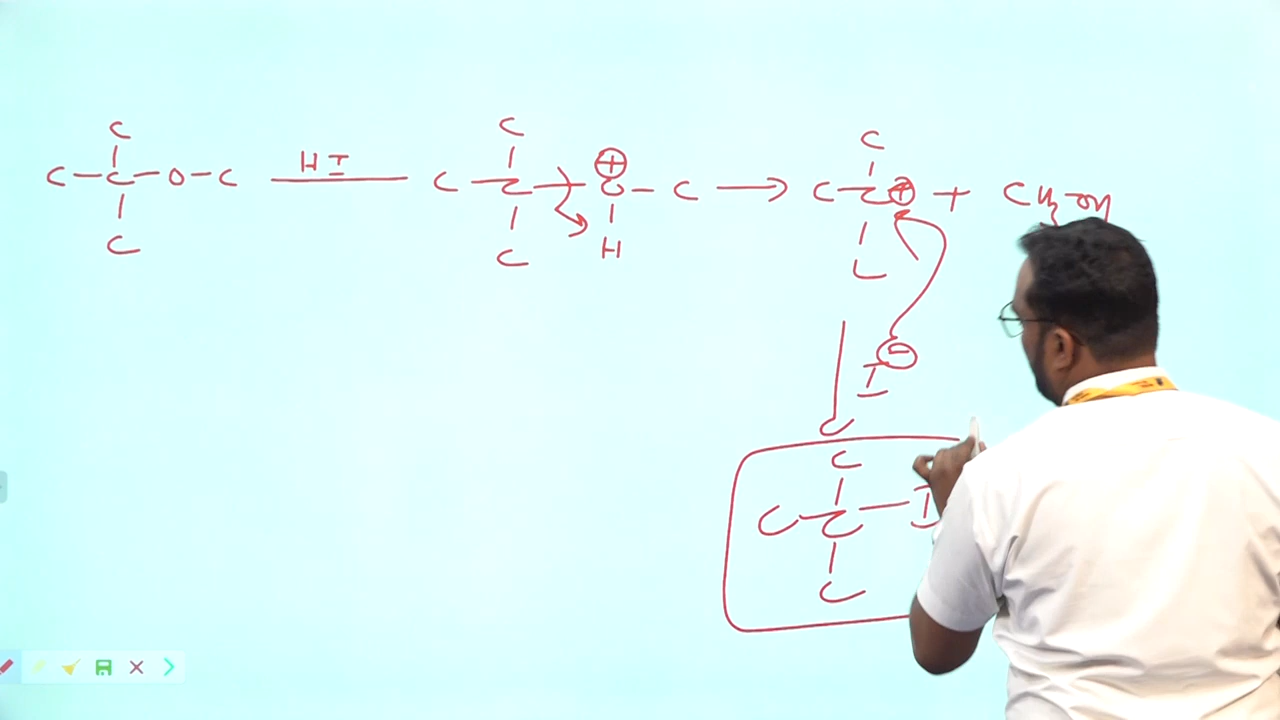 C C C
C-C-O-C HI C-C-O⊕-C → C-C⊕ + CH3OH
C C H C
I⊖
C
C-C-I
C